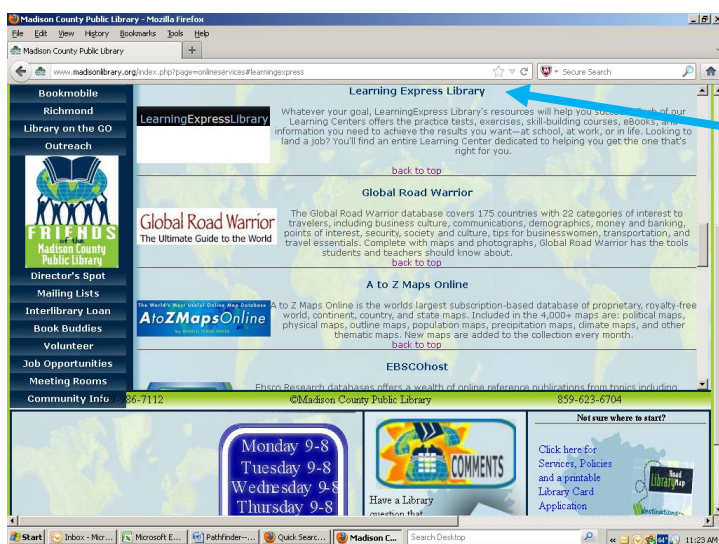 Madison County Public Library - Mozilla Firefox
File Edit View History Bookmarks Tools Help
Madison County Public Library
www.madisonlibrary.org/index.php?page=onlineservices#learningexpress
Secure Search
Bookmobile
Richmond
Library on the GO
Outreach
FRIENDS
of the
Madison County
Public Library
Director's Spot
Mailing Lists
Interlibrary Loan
Book Buddies
Volunteer
Job Opportunities
Meeting Rooms
Community Info
Learning Express Library
LearningExpressLibrary
Whatever your goal, LearningExpress Library's resources will help you
Learning Centers offers the practice tests, exercises, skill-building courses, eBooks, and
information you need to achieve the results you want—at school, at work, or in life. Looking to
land a job? You'll find an entire Learning Center dedicated to helping you get the one that's
right for you.
back to top
Global Road Warrior
Global Road Warrior
The Ultimate Guide to the World
The Global Road Warrior database covers 175 countries with 22 categories of interest to
travelers, including business culture, communications, demographics, money and banking,
points of interest, security, society and culture, tips for businesswomen, transportation, and
travel essentials. Complete with maps and photographs, Global Road Warrior has the tools
students and teachers should know about.
back to top
A to Z Maps Online
The World's Most Useful Online Map Database
AtoZMapsOnline
by WORLD TRADE PRESS
A to Z Maps Online is the worlds largest subscription-based database of proprietary, royalty-free
world, continent, country, and state maps. Included in the 4,000+ maps are: political maps,
physical maps, outline maps, population maps, precipitation maps, climate maps, and other
thematic maps. New maps are added to the collection every month.
back to top
EBSCOhost
Ebsco Research databases offers a wealth of online reference publications from topics including
86-7112
©Madison County Public Library
859-623-6704
Monday 9-8
Tuesday 9-8
Wednesday 9-8
Thursday 9-8
COMMENTS
Have a Library
question that
Not sure where to start?
Click here for
Services, Policies
and a printable
Library Card
Application
Road
LibraryMap
destinations
Start
Inbox - Micr...
Microsoft E...
Pathfinder--...
Quick Searc...
Madison C...
Search Desktop
44°
11:23 AM